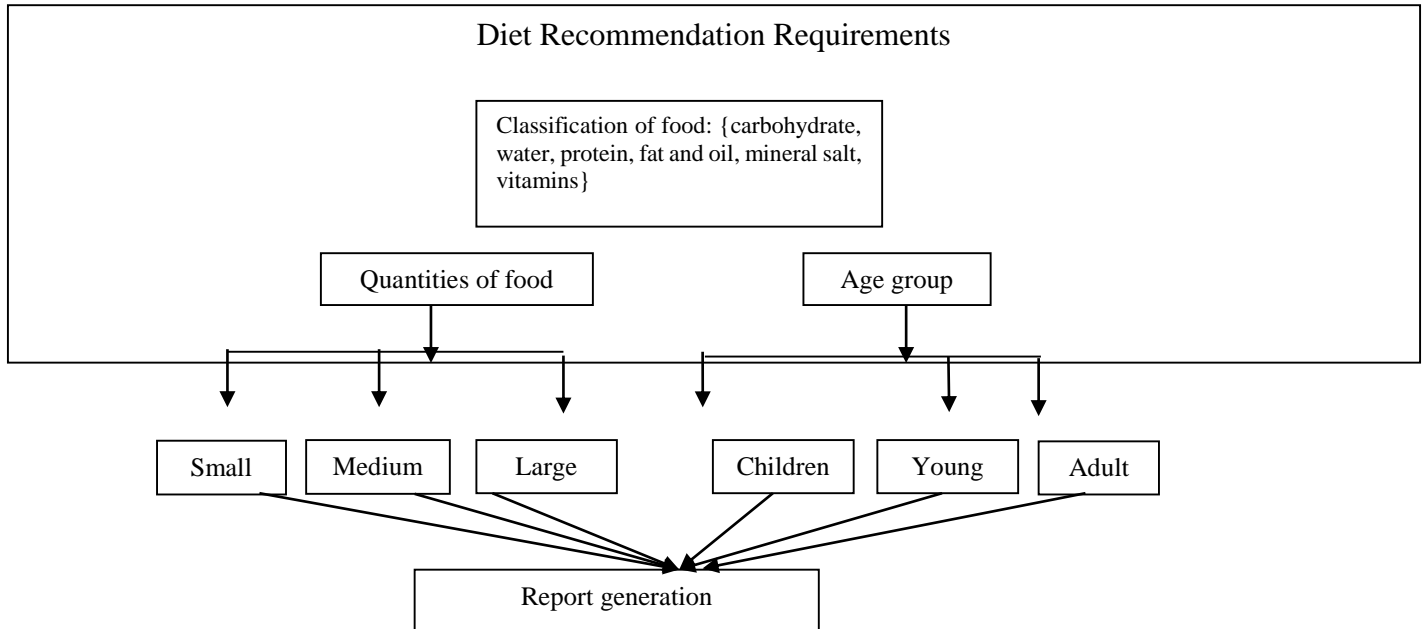 Diet Recommendation Requirements
Classification of food: {carbohydrate,
water, protein, fat and oil, mineral salt,
vitamins}
Quantities of food
Age group
Small
Medium
Large
Children
Young
Adult
Report generation